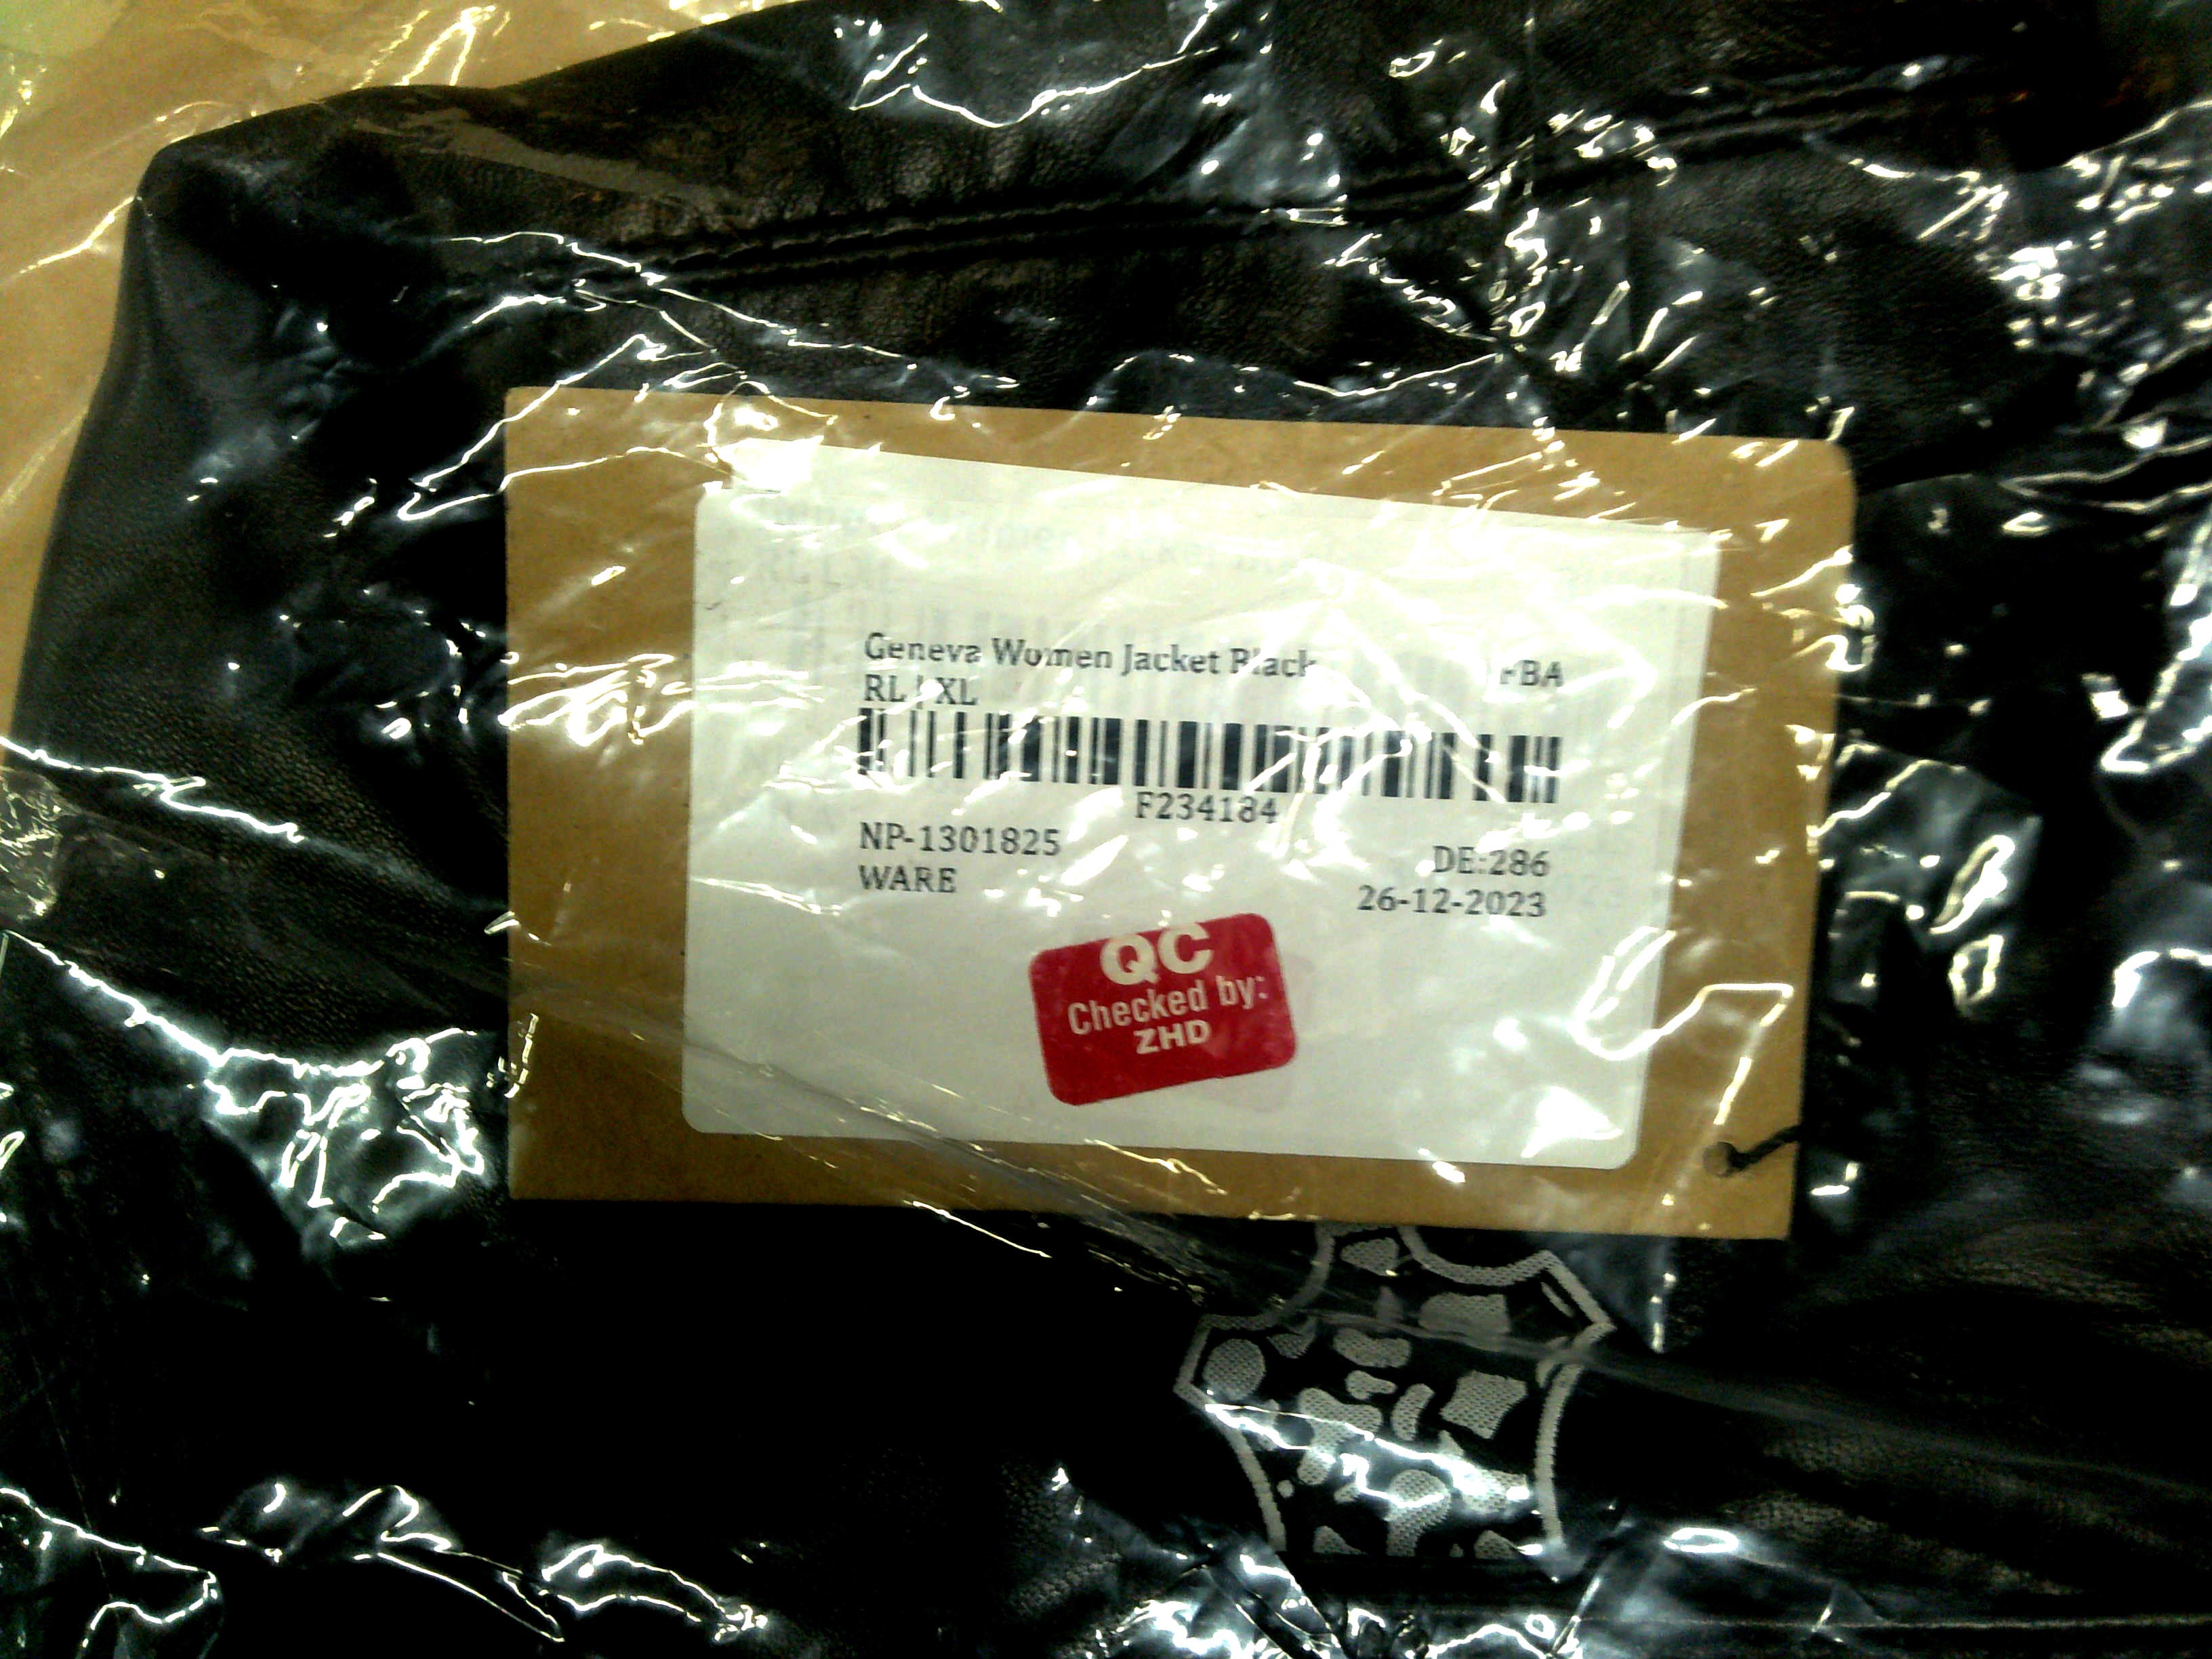 Geneva Women Jacket Black FBA
RL | XL
F234184
NP-1301825 DE:286
WARE 26-12-2023
QC
Checked by:
ZHD